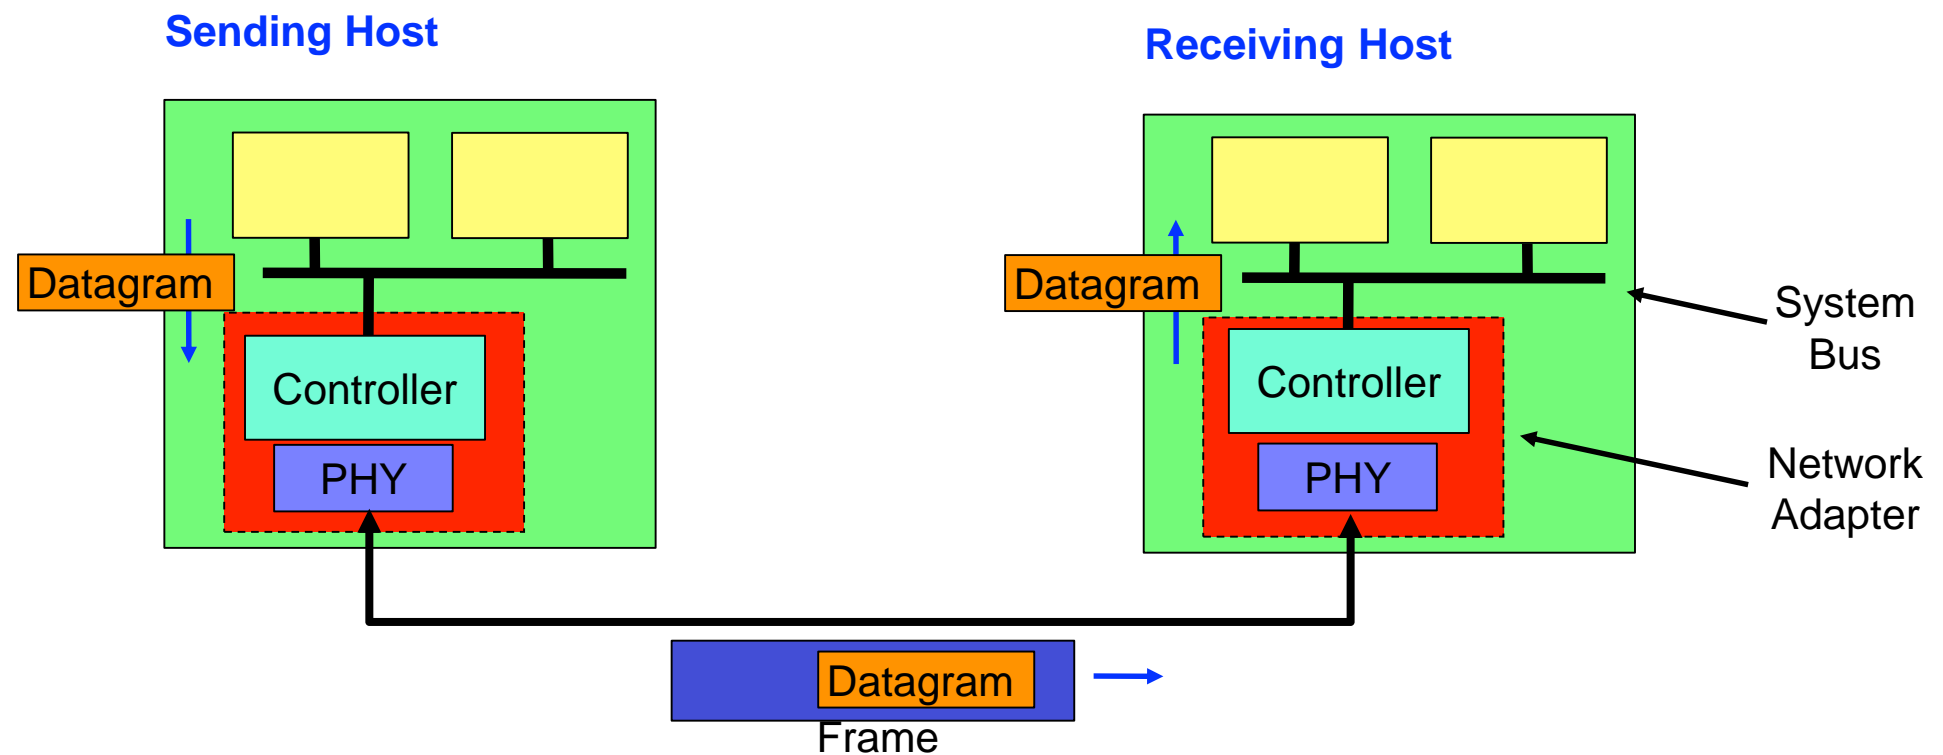 Sending Host
Receiving Host
Datagram
Controller
PHY
Datagram
Controller
PHY
System
Bus
Network
Adapter
Datagram
Frame